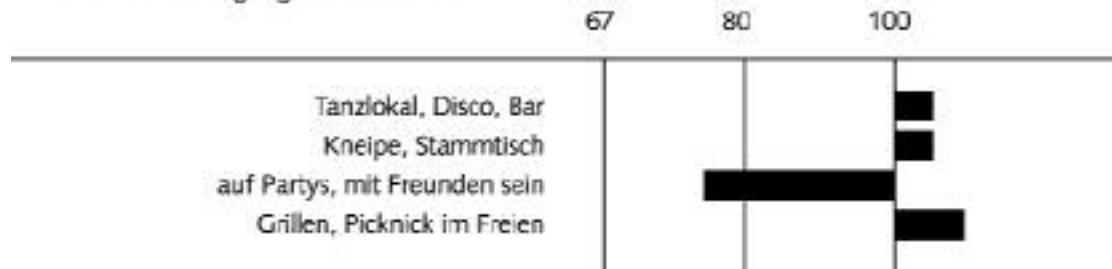 67 80 100
Tanzlokal, Disco, Bar
Kneipe, Stammtisch
auf Partys, mit Freunden sein
Grillen, Picknick im Freien